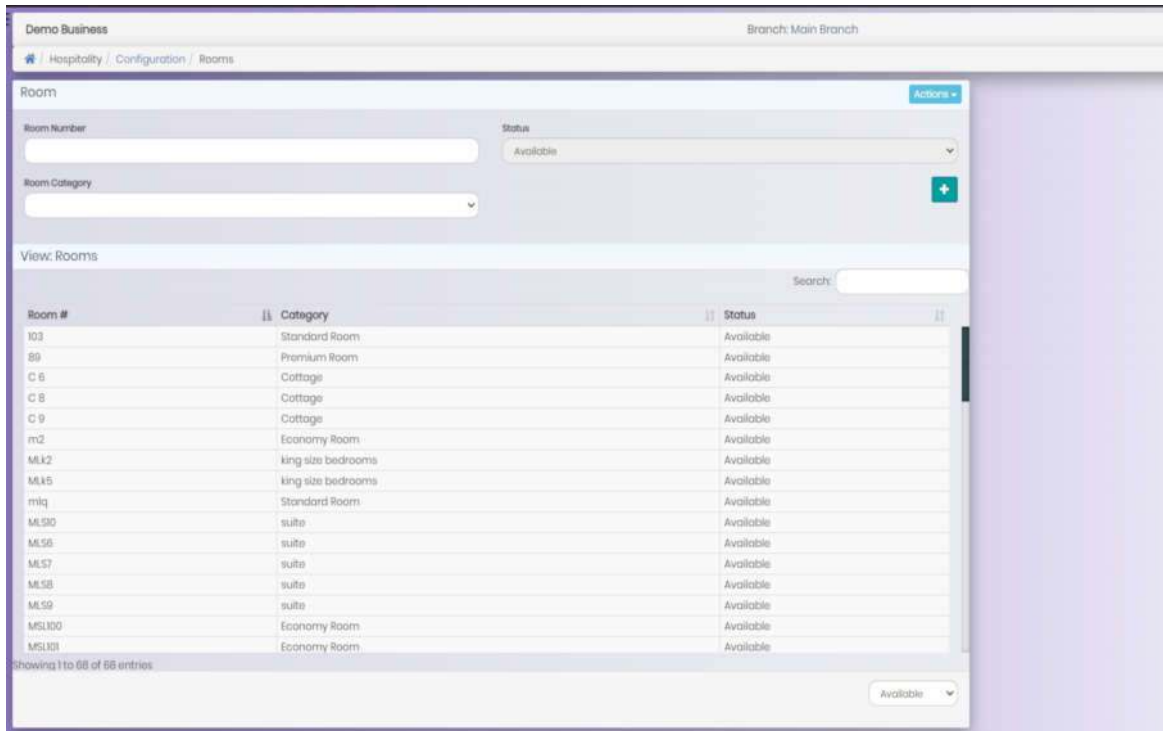 Demo Business Branch: Main Branch
/ Hospitality / Configuration / Rooms
Room Actions
Room Number Status
Available
Room Category
View: Rooms
Search:
Room # Category Status
103 Standard Room Available
89 Premium Room Available
C 6 Cottage Available
C 8 Cottage Available
C 9 Cottage Available
m2 Economy Room Available
MLk2 king size bedrooms Available
MLk5 king size bedrooms Available
mlq Standard Room Available
MLS10 suite Available
MLS6 suite Available
MLS7 suite Available
MLS8 suite Available
MLS9 suite Available
MSL100 Economy Room Available
MSL101 Economy Room Available
Showing 1 to 68 of 68 entries
Available